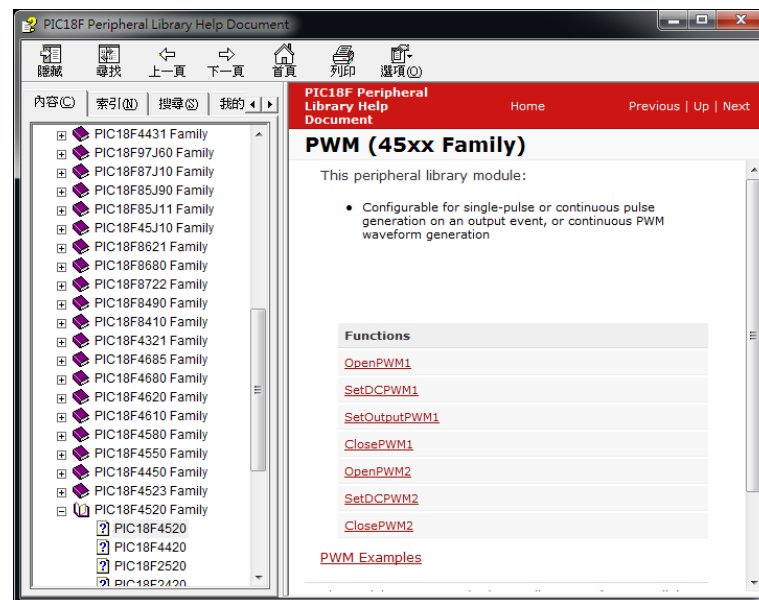 PIC18F Peripheral Library Help Document
隱藏 尋找 上一頁 下一頁 首頁 列印 選項(O)
內容(C) 索引(N) 搜尋(S) 我的
PIC18F4431 Family
PIC18F97J60 Family
PIC18F87J10 Family
PIC18F85J90 Family
PIC18F85J11 Family
PIC18F45J10 Family
PIC18F8621 Family
PIC18F8680 Family
PIC18F8722 Family
PIC18F8490 Family
PIC18F8410 Family
PIC18F4321 Family
PIC18F4685 Family
PIC18F4680 Family
PIC18F4620 Family
PIC18F4610 Family
PIC18F4580 Family
PIC18F4550 Family
PIC18F4450 Family
PIC18F4523 Family
PIC18F4520 Family
PIC18F4520
PIC18F4420
PIC18F2520
PIC18F2420
PIC18F Peripheral
Library Help
Document
Home
Previous | Up | Next
PWM (45xx Family)
This peripheral library module:
• Configurable for single-pulse or continuous pulse
generation on an output event, or continuous PWM
waveform generation
Functions
OpenPWM1
SetDCPWM1
SetOutputPWM1
ClosePWM1
OpenPWM2
SetDCPWM2
ClosePWM2
PWM Examples